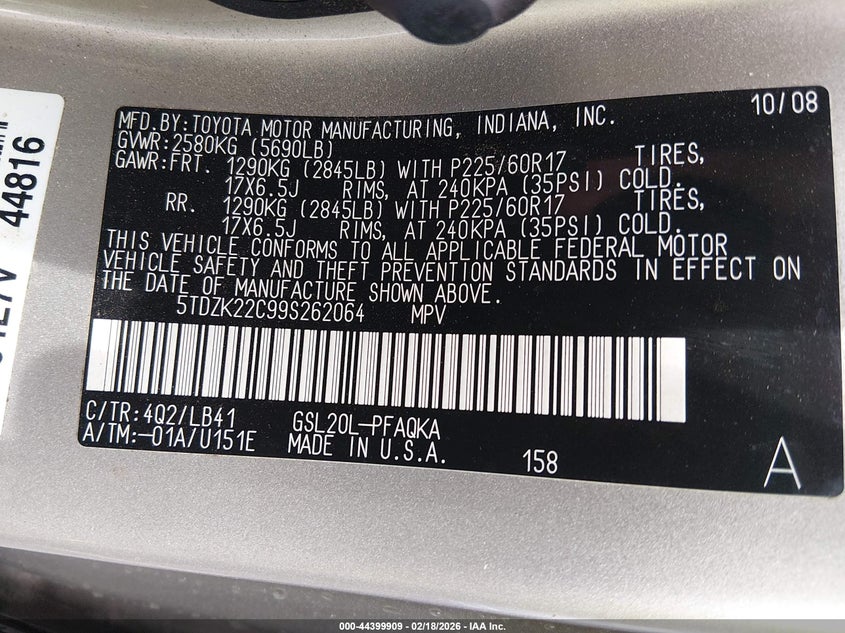 10/08
MFD.BY:TOYOTA MOTOR MANUFACTURING, INDIANA, INC.
GVWR:2580KG (5690LB)
GAWR:FRT. 1290KG (2845LB) WITH P225/60R17 TIRES,
17X6.5J RIMS, AT 240KPA (35PSI) COLD.
RR. 1290KG (2845LB) WITH P225/60R17 TIRES,
17X6.5J RIMS, AT 240KPA (35PSI) COLD.
THIS VEHICLE CONFORMS TO ALL APPLICABLE FEDERAL MOTOR
VEHICLE SAFETY AND THEFT PREVENTION STANDARDS IN EFFECT ON
THE DATE OF MANUFACTURE SHOWN ABOVE.
5TDZK22C99S262064 MPV
C/TR:4Q2/LB41 GSL20L-PFAQKA
A/TM:-01A/U151E MADE IN U.S.A. 158 A
44816
000-44399909 - 02/18/2026 - IAA Inc.